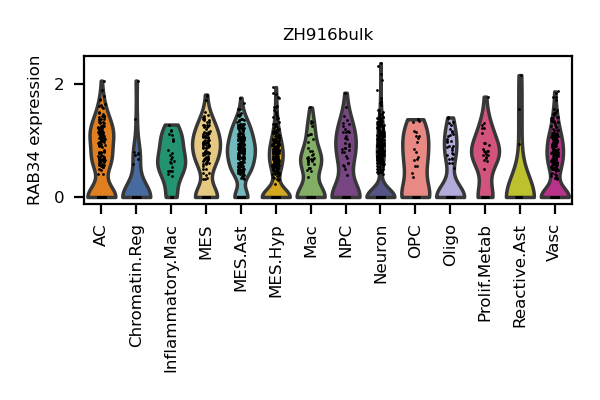 ZH916bulk
RAB34 expression
2
0
AC
Chromatin.Reg
Inflammatory.Mac
MES
MES.Ast
MES.Hyp
Mac
NPC
Neuron
OPC
Oligo
Prolif.Metab
Reactive.Ast
Vasc